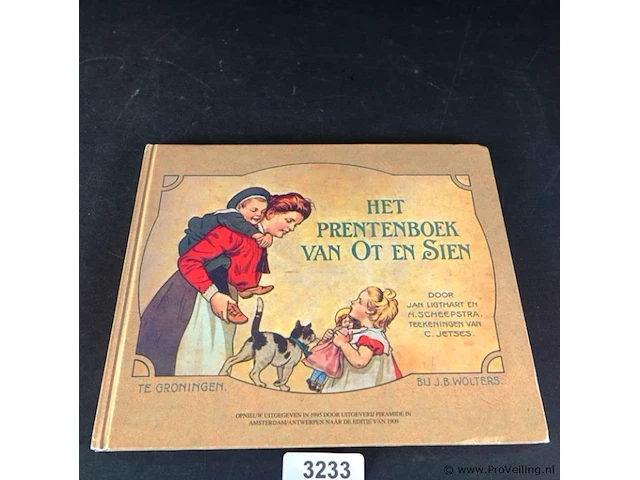 HET
PRENTENBOEK
VAN OT EN SIEN
DOOR
JAN LIGTHART EN
H. SCHEEPSTRA.
TEEKENINGEN VAN
C. JETSES.
TE GRONINGEN. BIJ J.B. WOLTERS.
OPNIEUW UITGEGEVEN IN 1995 DOOR UITGEVERIJ PIRAMIDE IN
AMSTERDAM/ANTWERPEN NAAR DE EDITIE VAN 1909
3233
© www.ProVeiling.nl